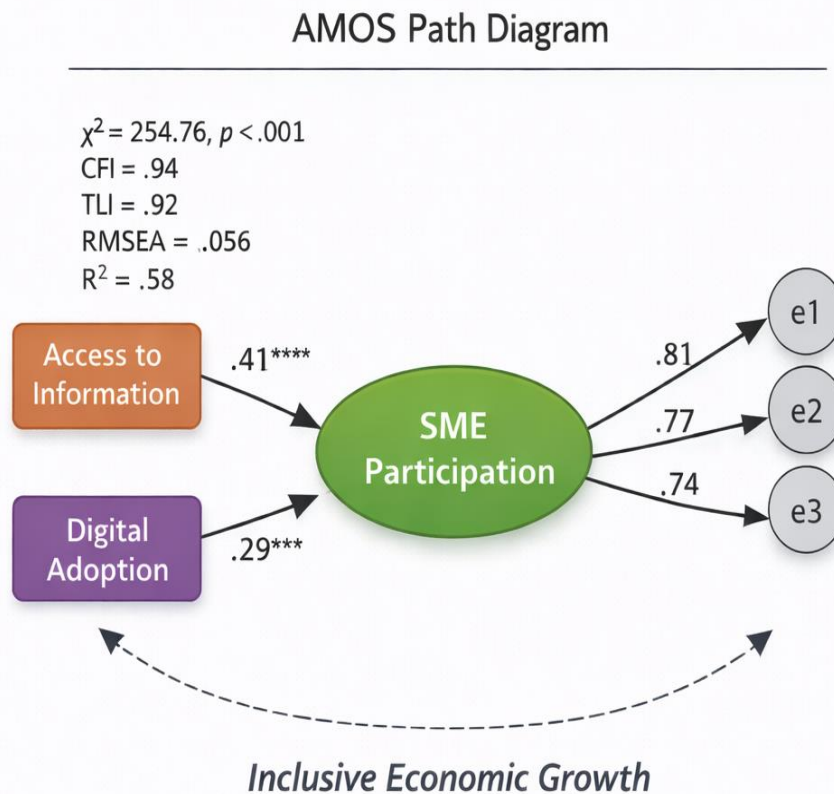 AMOS Path Diagram
χ² = 254.76, p < .001
CFI = .94
TLI = .92
RMSEA = .056
R² = .58
Access to
Information
.41****
Digital
Adoption
.29***
SME
Participation
.81
.77
.74
e1
e2
e3
Inclusive Economic Growth